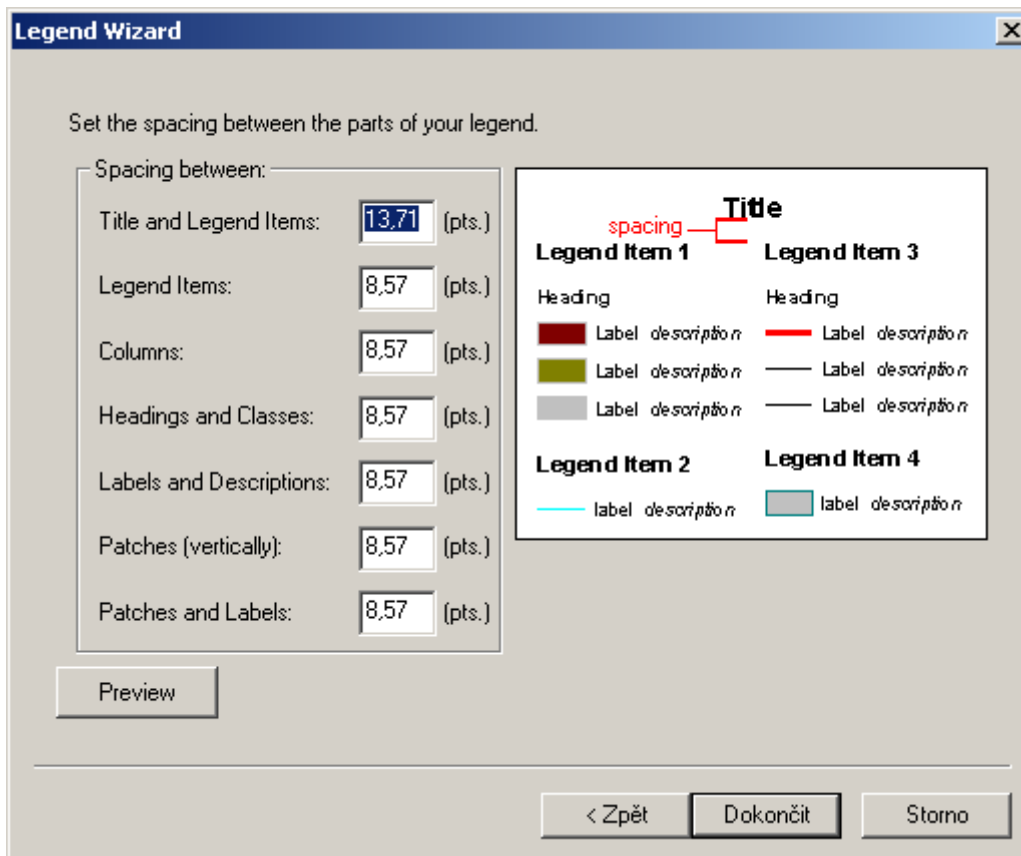 Legend Wizard
Set the spacing between the parts of your legend.
Spacing between:
Title and Legend Items: 13,71 (pts.)
Legend Items: 8,57 (pts.)
Columns: 8,57 (pts.)
Headings and Classes: 8,57 (pts.)
Labels and Descriptions: 8,57 (pts.)
Patches (vertically): 8,57 (pts.)
Patches and Labels: 8,57 (pts.)
Title
spacing
Legend Item 1 Legend Item 3
Heading Heading
Label description Label description
Label description Label description
Label description Label description
Legend Item 2 Legend Item 4
label description label description
Preview
< Zpět Dokončit Storno